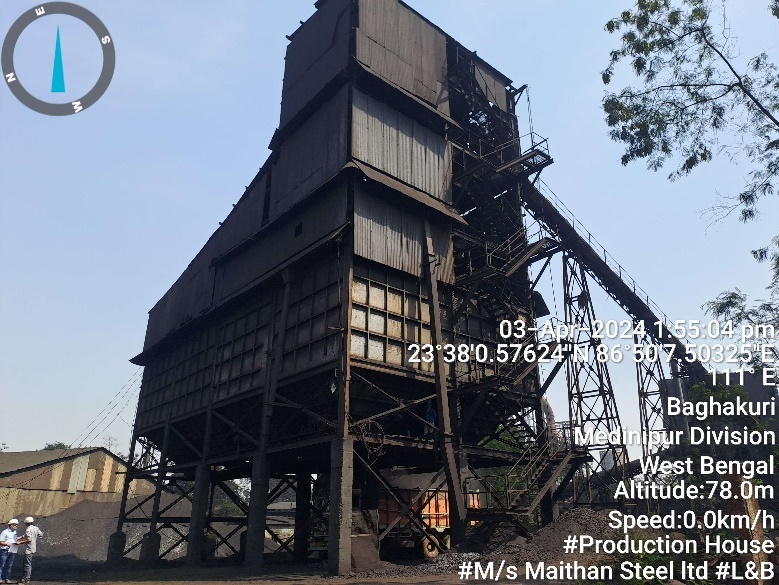 E
S
N
W
03-Apr-2024 1:55:04 pm
23°38'0.57624"N 86°50'7.50325"E
111° E
Baghakuri
Medinipur Division
West Bengal
Altitude:78.0m
Speed:0.0km/h
#Production House
#M/s Maithan Steel ltd #L&B